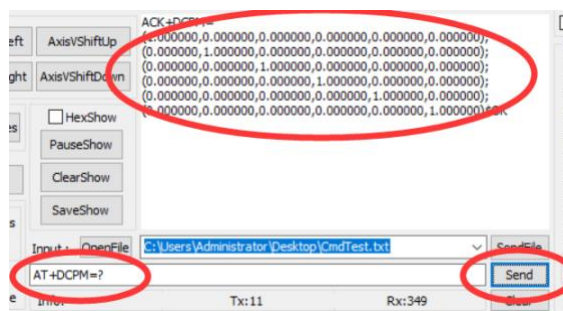 ACK+DCPM=
(1.000000,0.000000,0.000000,0.000000,0.000000,0.000000);
(0.000000,1.000000,0.000000,0.000000,0.000000,0.000000);
(0.000000,0.000000,1.000000,0.000000,0.000000,0.000000);
(0.000000,0.000000,0.000000,1.000000,0.000000,0.000000);
(0.000000,0.000000,0.000000,0.000000,1.000000,0.000000);
(0.000000,0.000000,0.000000,0.000000,0.000000,1.000000)$OK
eft AxisVShiftUp
ght AxisVShiftDown
HexShow
es PauseShow
ClearShow
SaveShow
s
Input : OpenFile C:\Users\Administrator\Desktop\CmdTest.txt SendFile
AT+DCPM=? Send
e Info: Tx:11 Rx:349 Clear